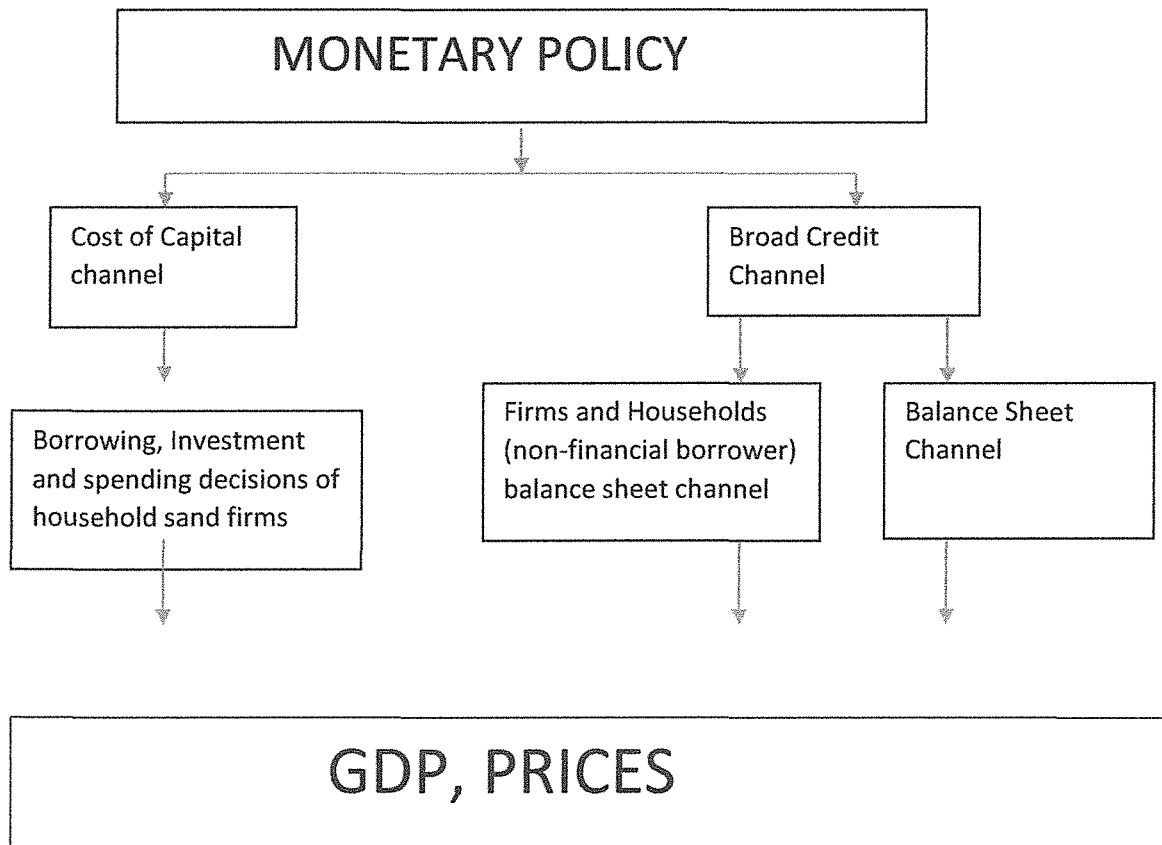 MONETARY POLICY
Cost of Capital
channel
Broad Credit
Channel
Borrowing, Investment
and spending decisions of
household sand firms
Firms and Households
(non-financial borrower)
balance sheet channel
Balance Sheet
Channel
GDP, PRICES